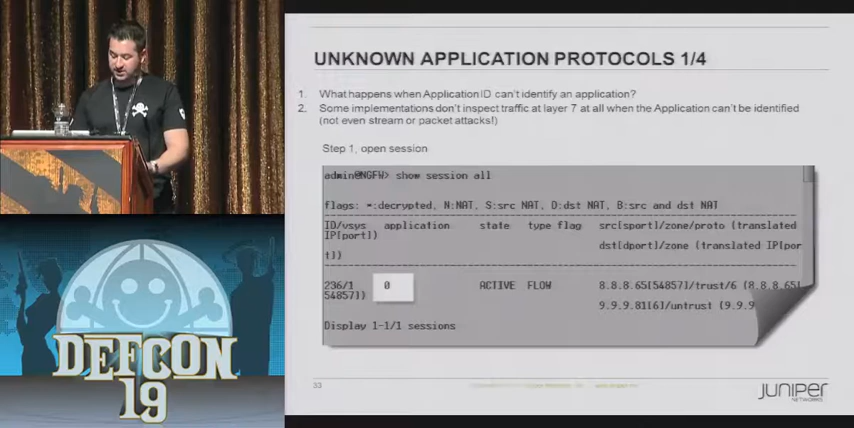 UNKNOWN APPLICATION PROTOCOLS 1/4
1. What happens when Application ID can't identify an application?
2. Some implementations don't inspect traffic at layer 7 at all when the Application can't be identified
(not even stream or packet attacks!)
Step 1, open session
admin@NGFW> show session all
flags: *:decrypted, N:NAT, S:src NAT, D:dst NAT, B:src and dst NAT
ID/vsys application state type flag src[sport]/zone/proto (translated
IP[port])
dst[dport]/zone (translated IP[por
t])
236/1 0 ACTIVE FLOW 8.8.8.65[54857]/trust/6 (8.8.8.65[
54857])
9.9.9.81[6]/untrust (9.9.9
Display 1-1/1 sessions
33
JUNIPER
NETWORKS
DEFCON
19